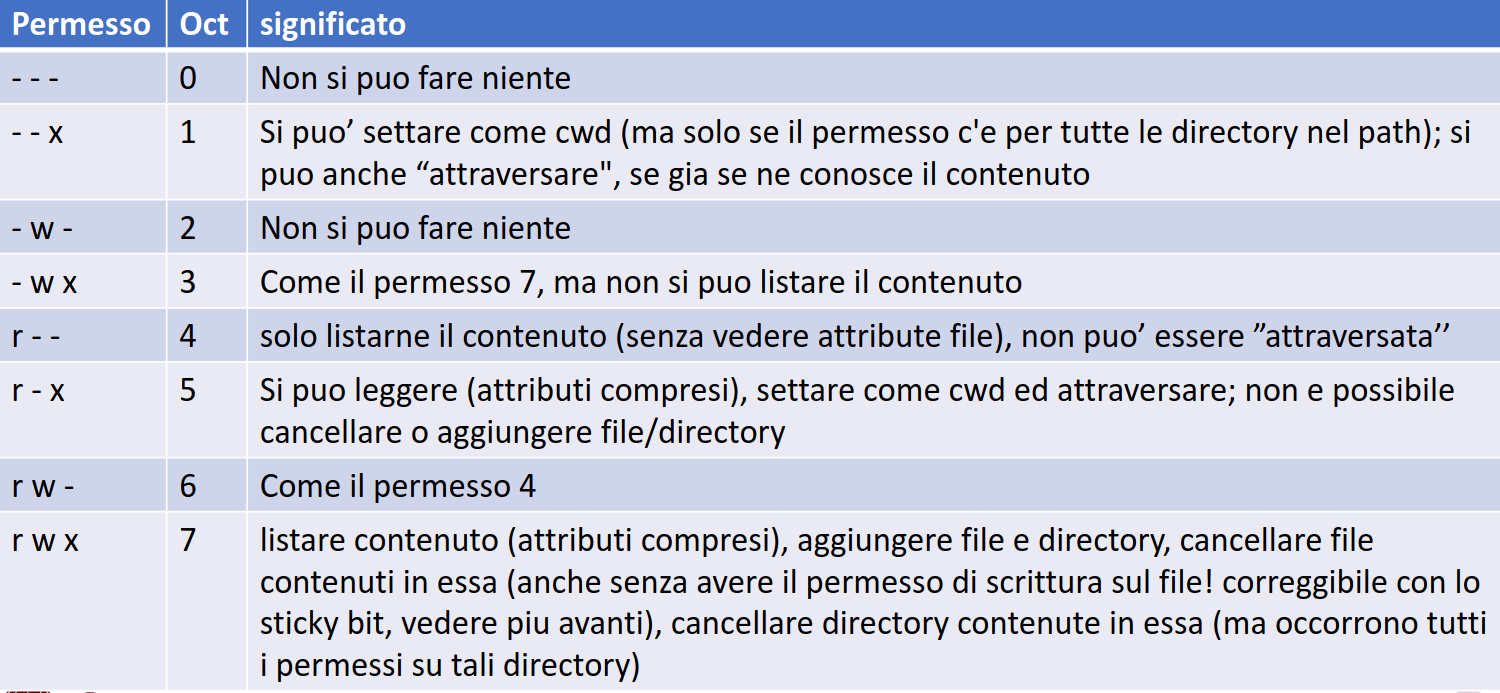 Permesso Oct significato
- - - 0 Non si puo fare niente
- - x 1 Si puo’ settare come cwd (ma solo se il permesso c'e per tutte le directory nel path); si
puo anche “attraversare", se gia se ne conosce il contenuto
- w - 2 Non si puo fare niente
- w x 3 Come il permesso 7, ma non si puo listare il contenuto
r - - 4 solo listarne il contenuto (senza vedere attribute file), non puo’ essere ”attraversata’’
r - x 5 Si puo leggere (attributi compresi), settare come cwd ed attraversare; non e possibile
cancellare o aggiungere file/directory
r w - 6 Come il permesso 4
r w x 7 listare contenuto (attributi compresi), aggiungere file e directory, cancellare file
contenuti in essa (anche senza avere il permesso di scrittura sul file! correggibile con lo
sticky bit, vedere piu avanti), cancellare directory contenute in essa (ma occorrono tutti
i permessi su tali directory)